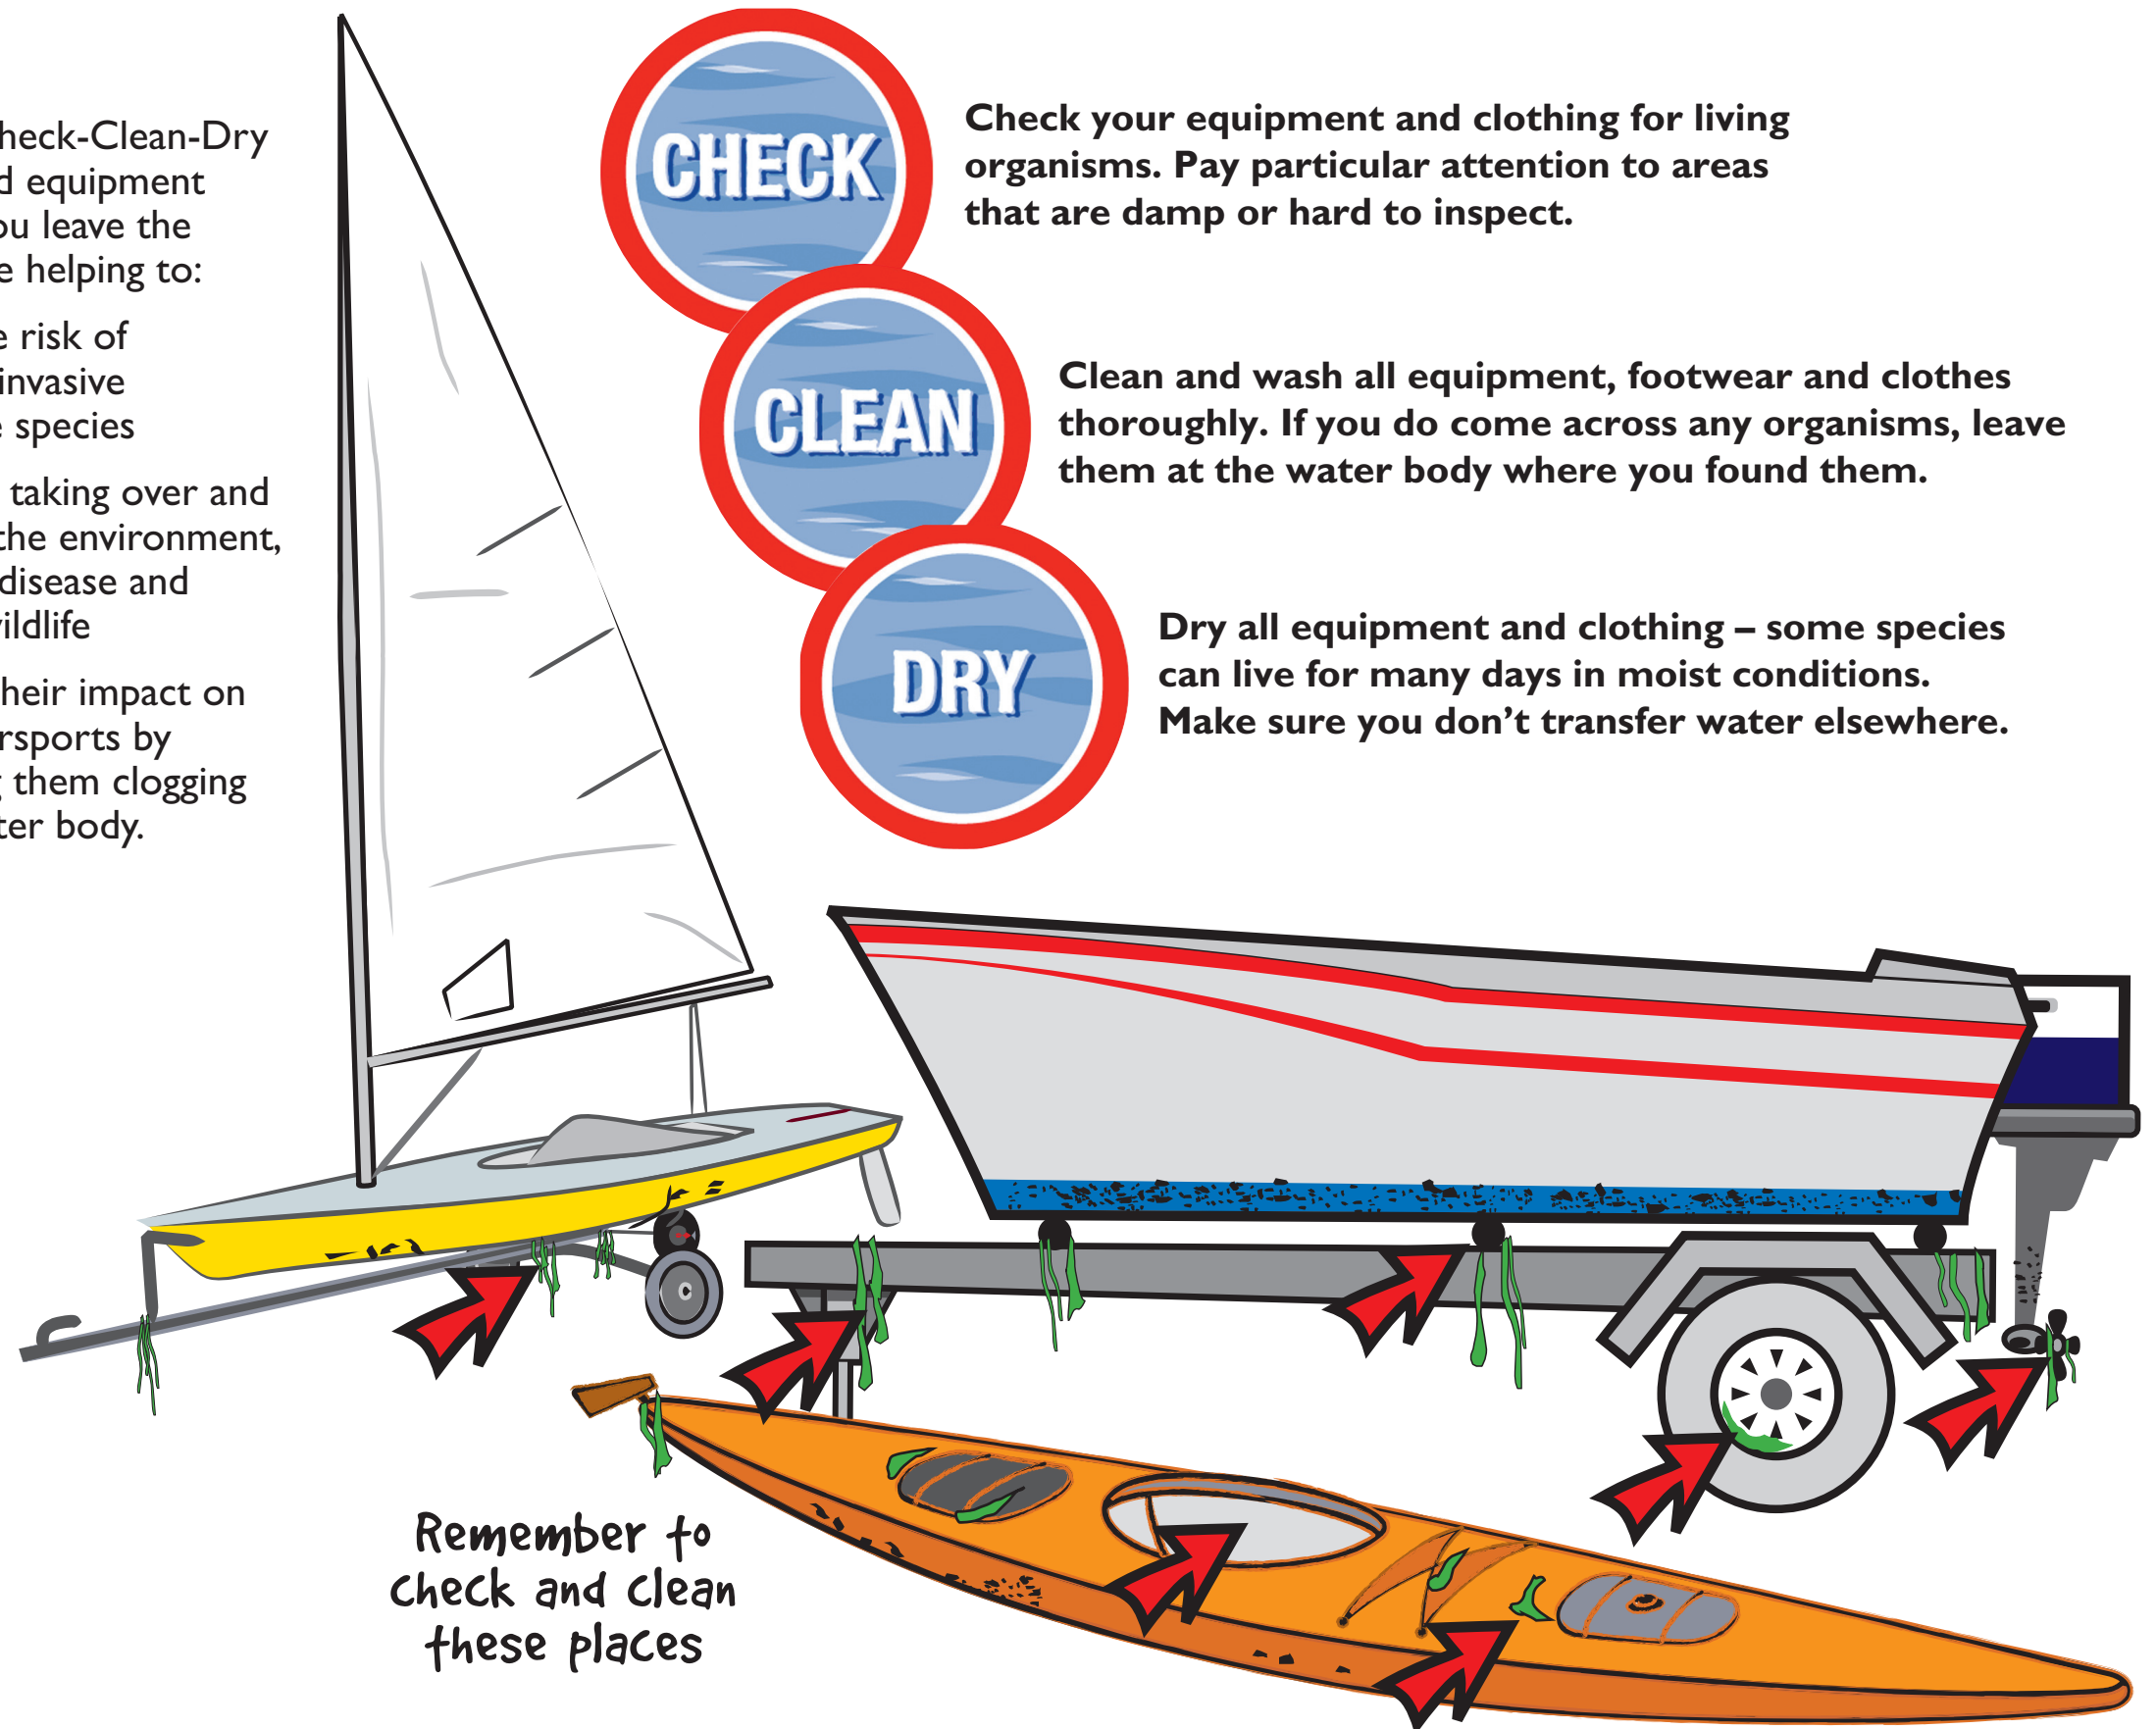 heck-Clean-Dry
d equipment
ou leave the
e helping to:
e risk of
invasive
e species
taking over and
the environment,
disease and
ildlife
heir impact on
rsports by
g them clogging
ter body.
CHECK
Check your equipment and clothing for living
organisms. Pay particular attention to areas
that are damp or hard to inspect.
CLEAN
Clean and wash all equipment, footwear and clothes
thoroughly. If you do come across any organisms, leave
them at the water body where you found them.
DRY
Dry all equipment and clothing – some species
can live for many days in moist conditions.
Make sure you don’t transfer water elsewhere.
Remember to
check and clean
these places